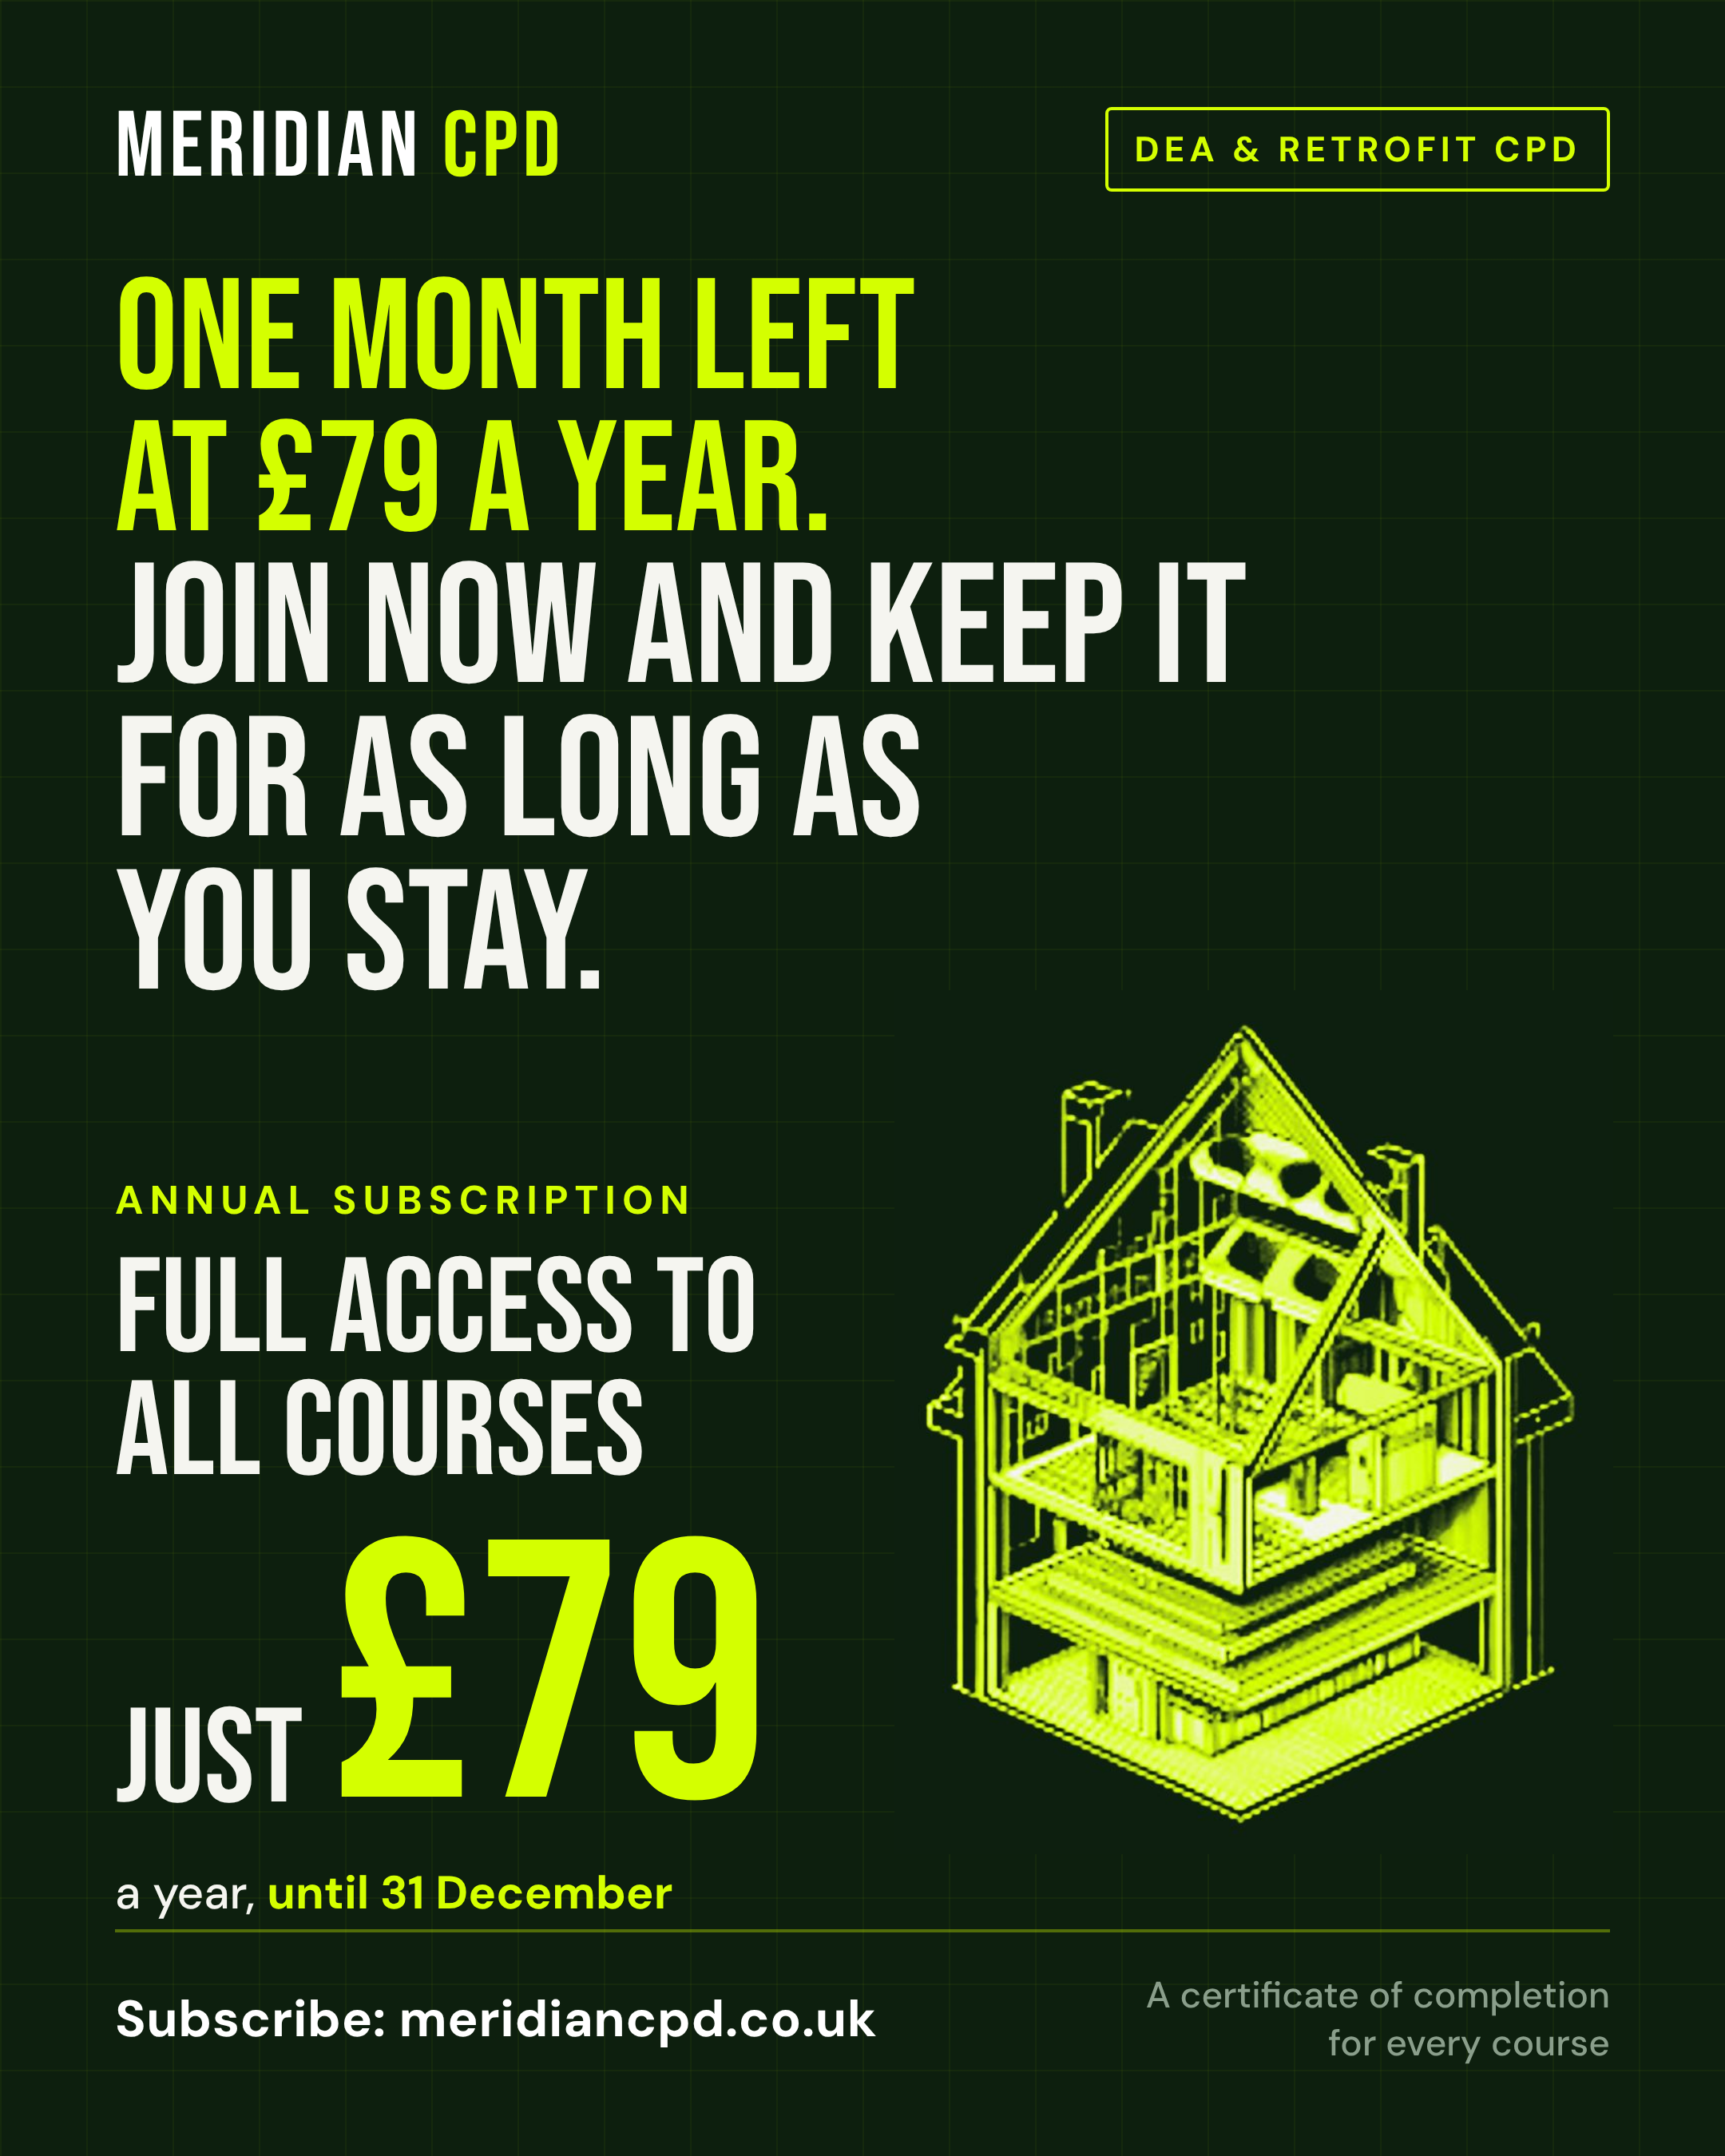 MERIDIAN CPD
DEA & RETROFIT CPD
ONE MONTH LEFT
AT £79 A YEAR.
JOIN NOW AND KEEP IT
FOR AS LONG AS
YOU STAY.
ANNUAL SUBSCRIPTION
FULL ACCESS TO
ALL COURSES
JUST £79
a year, until 31 December
Subscribe: meridiancpd.co.uk
A certificate of completion
for every course